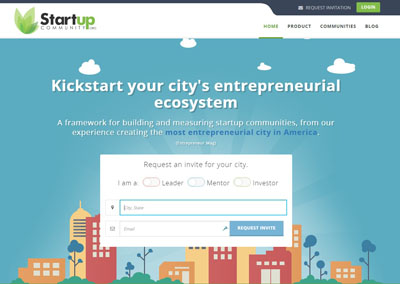 REQUEST INVITATION
LOGIN
Startup
COMMUNITY.ORG
HOME
PRODUCT
COMMUNITIES
BLOG
Kickstart your city's entrepreneurial
ecosystem
A framework for building and measuring startup communities, from our
experience creating the most entrepreneurial city in America.
(Entrepreneur Mag)
Request an invite for your city.
I am a: Leader Mentor Investor
City, State
Email
REQUEST INVITE